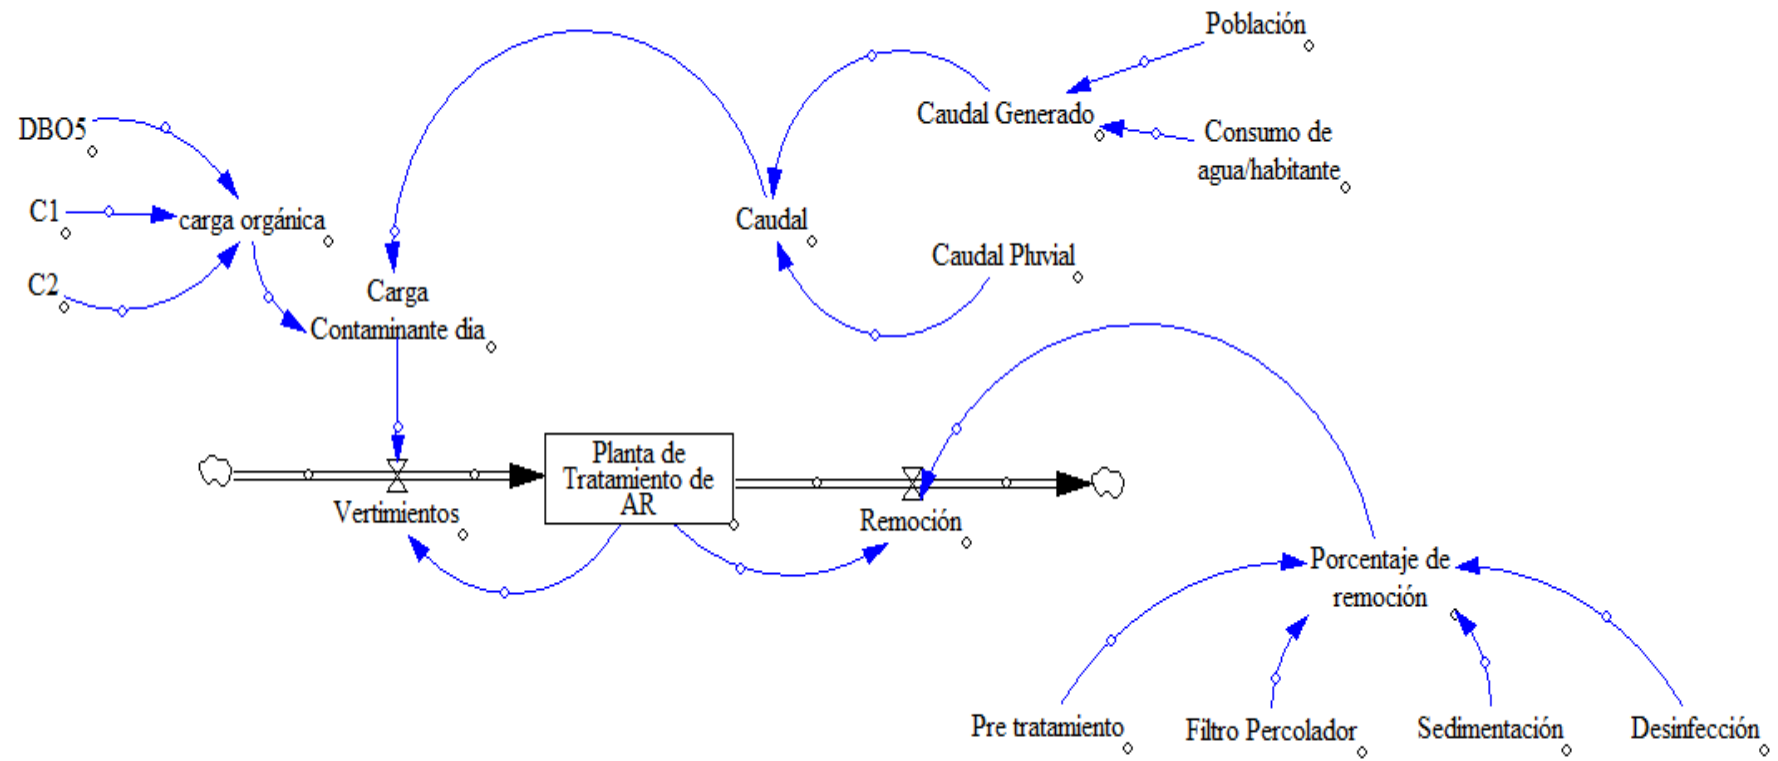 Población
Caudal Generado
Consumo de
agua/habitante
DBO5
C1
carga orgánica
Caudal
Caudal Pluvial
C2
Carga
Contaminante dia
Planta de
Tratamiento de
AR
Vertimientos
Remoción
Porcentaje de
remoción
Pre tratamiento
Filtro Percolador
Sedimentación
Desinfección